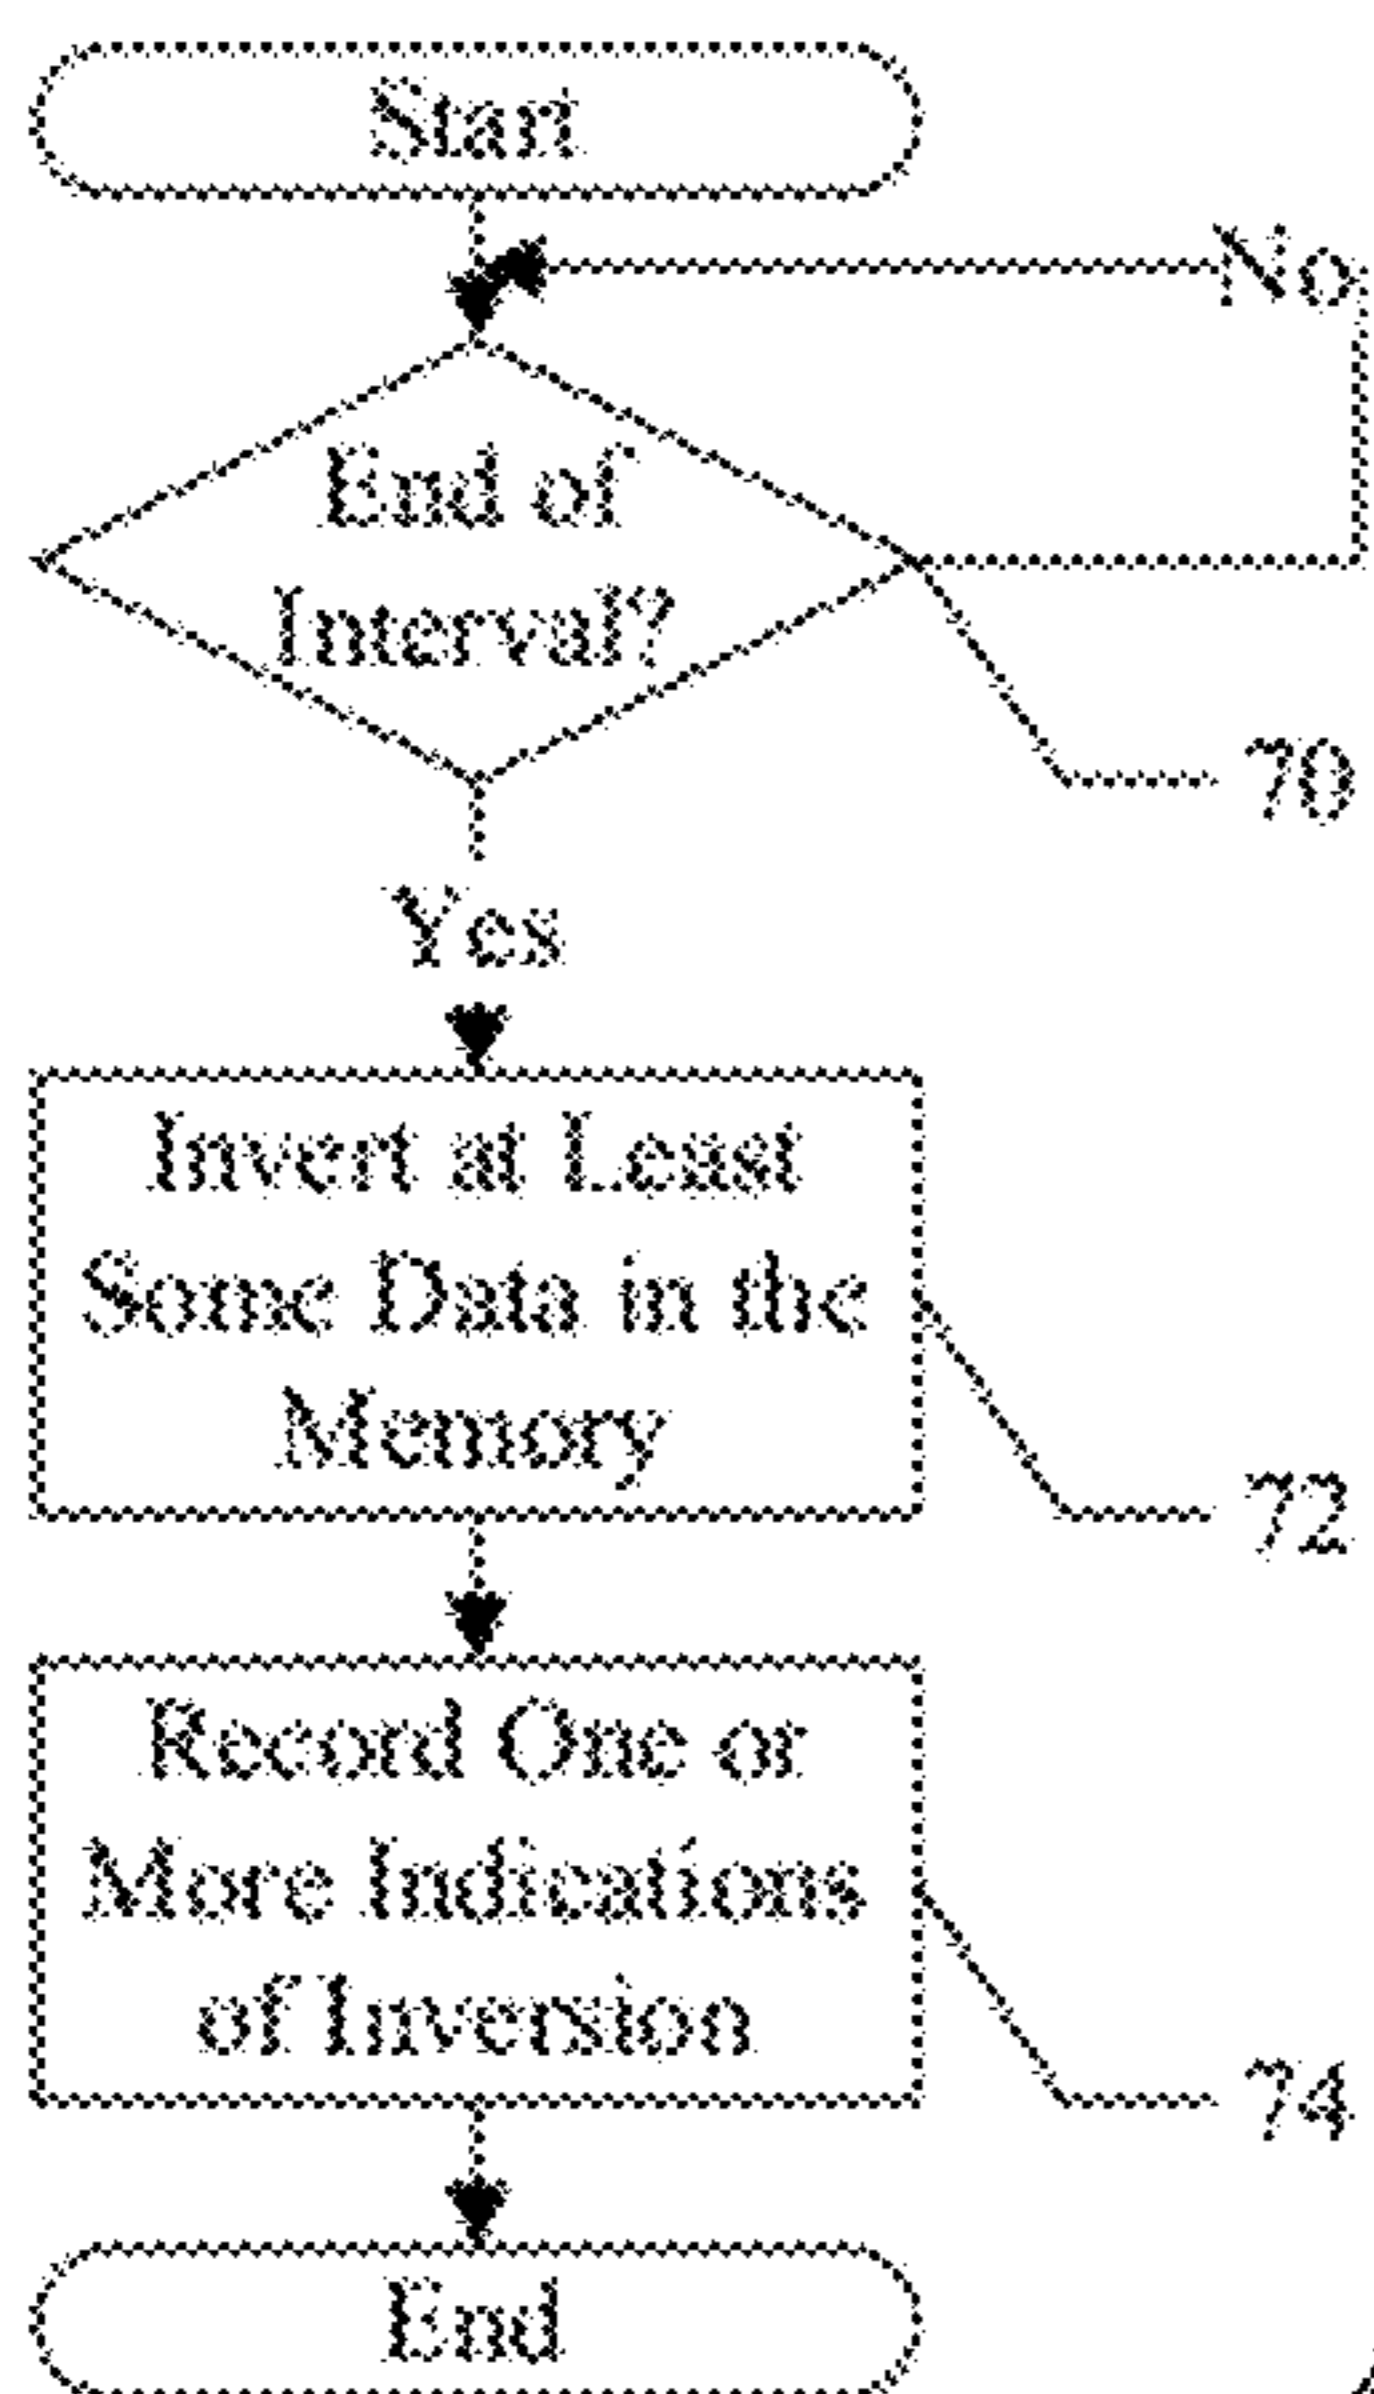 Start
No
End of
Interval?
70
Yes
Invert at Least
Some Data in the
Memory
72
Record One or
More Indications
of Inversion
74
End